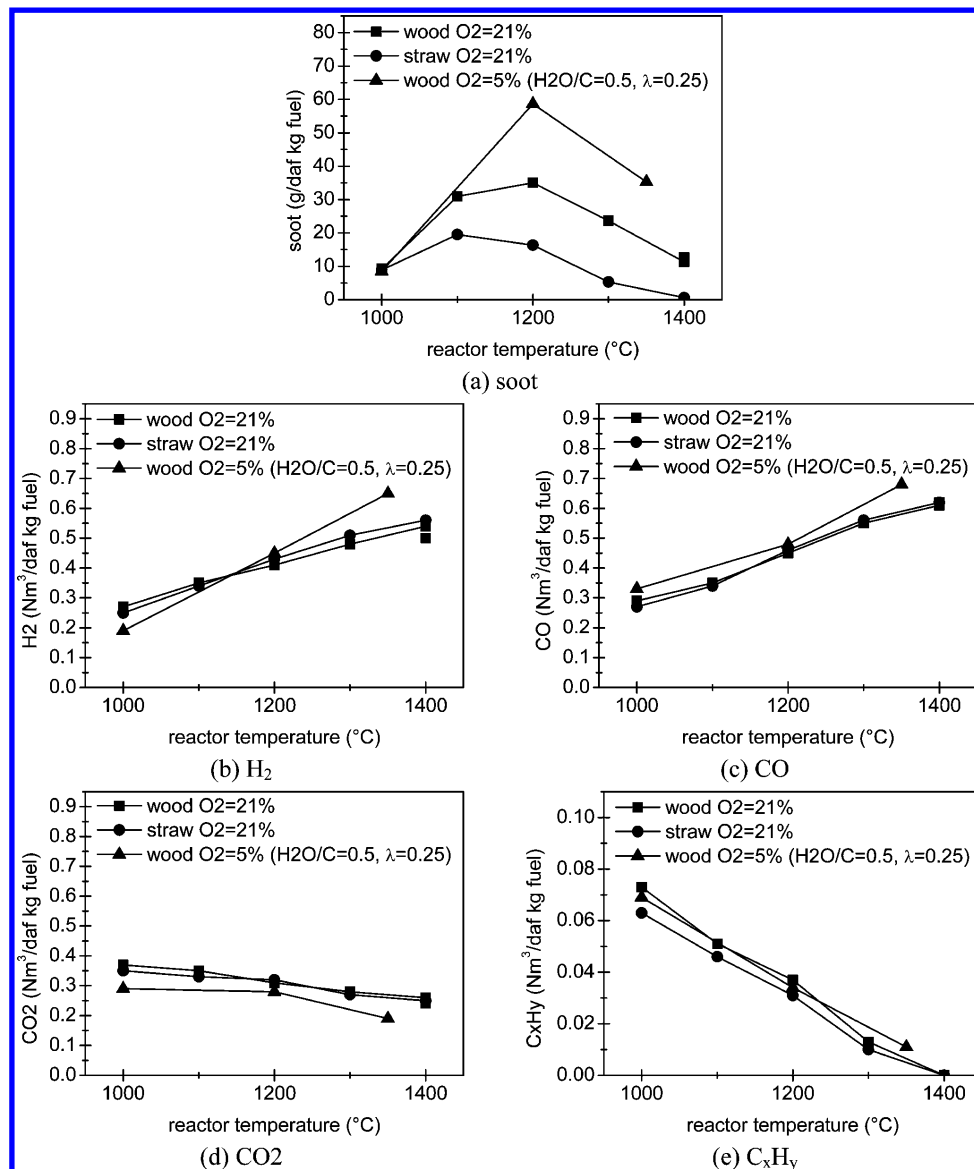 wood O2=21%
straw O2=21%
wood O2=5% (H2O/C=0.5, λ=0.25)
80
70
60
50
40
30
20
10
0
soot (g/daf kg fuel)
1000
1200
1400
reactor temperature (°C)
(a) soot
wood O2=21%
straw O2=21%
wood O2=5% (H2O/C=0.5, λ=0.25)
0.9
0.8
0.7
0.6
0.5
0.4
0.3
0.2
0.1
0.0
H2 (Nm³/daf kg fuel)
1000
1200
1400
reactor temperature (°C)
(b) H₂
wood O2=21%
straw O2=21%
wood O2=5% (H2O/C=0.5, λ=0.25)
0.9
0.8
0.7
0.6
0.5
0.4
0.3
0.2
0.1
0.0
CO (Nm³/daf kg fuel)
1000
1200
1400
reactor temperature (°C)
(c) CO
wood O2=21%
straw O2=21%
wood O2=5% (H2O/C=0.5, λ=0.25)
0.9
0.8
0.7
0.6
0.5
0.4
0.3
0.2
0.1
0.0
CO2 (Nm³/daf kg fuel)
1000
1200
1400
reactor temperature (°C)
(d) CO2
wood O2=21%
straw O2=21%
wood O2=5% (H2O/C=0.5, λ=0.25)
0.10
0.08
0.06
0.04
0.02
0.00
CxHy (Nm³/daf kg fuel)
1000
1200
1400
reactor temperature (°C)
(e) CₓHᵧ